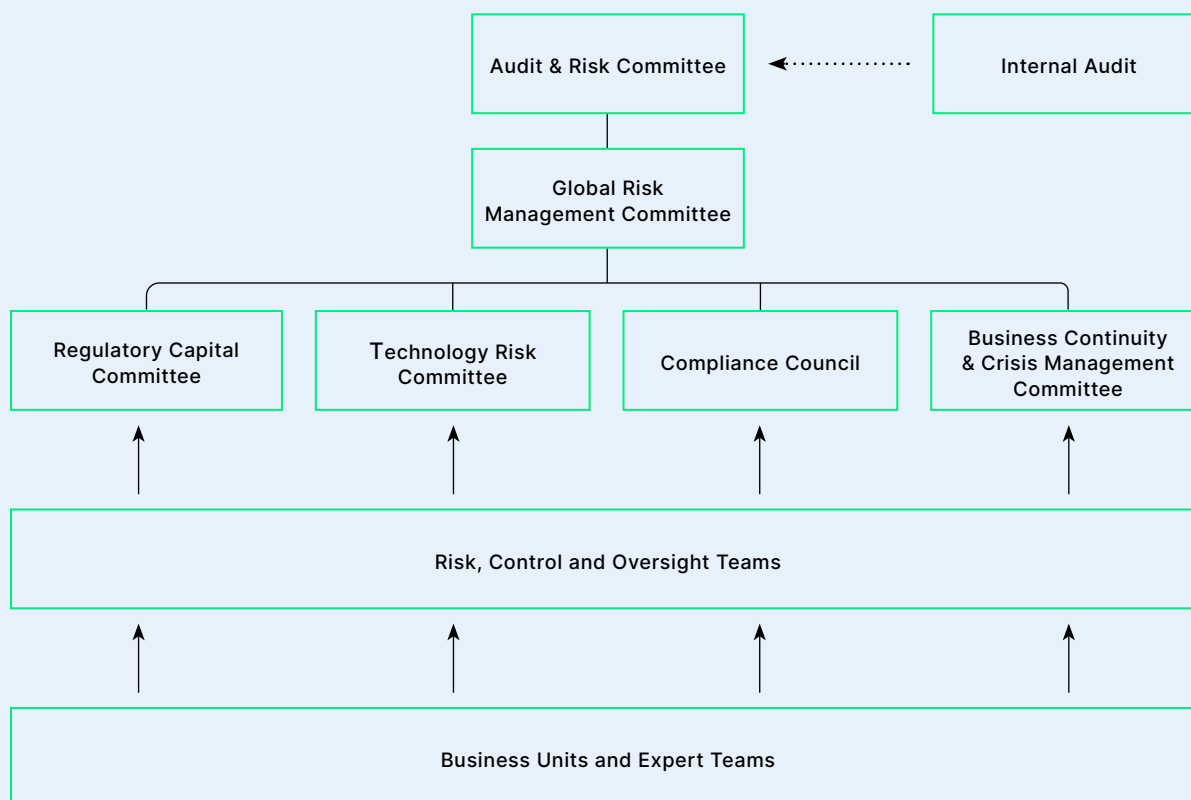 Audit & Risk Committee
Internal Audit
Global Risk
Management Committee
Regulatory Capital
Committee
Technology Risk
Committee
Compliance Council
Business Continuity
& Crisis Management
Committee
Risk, Control and Oversight Teams
Business Units and Expert Teams